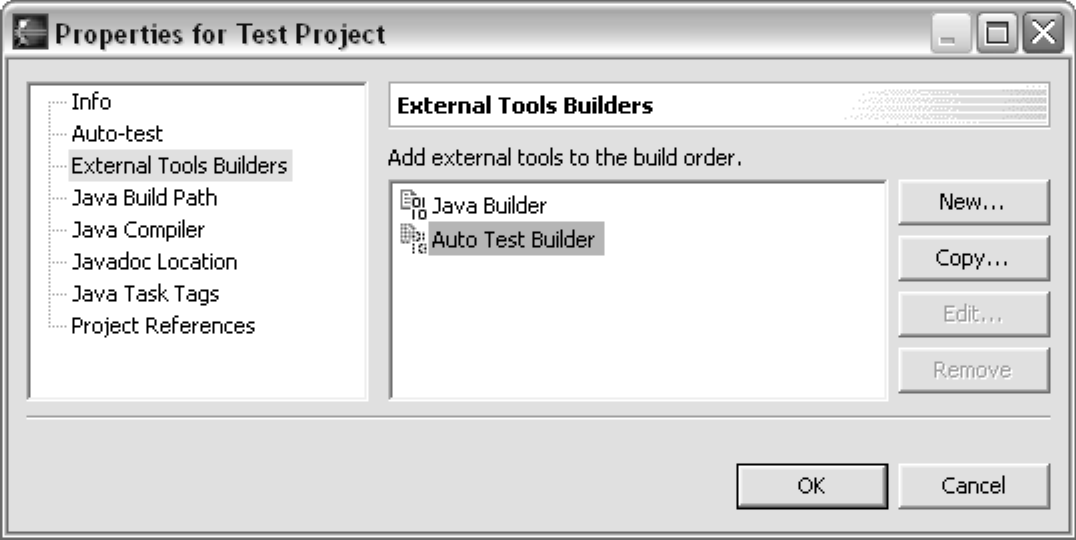 Properties for Test Project
Info
Auto-test
External Tools Builders
Java Build Path
Java Compiler
Javadoc Location
Java Task Tags
Project References
External Tools Builders
Add external tools to the build order.
Java Builder
Auto Test Builder
New...
Copy...
Edit...
Remove
OK
Cancel